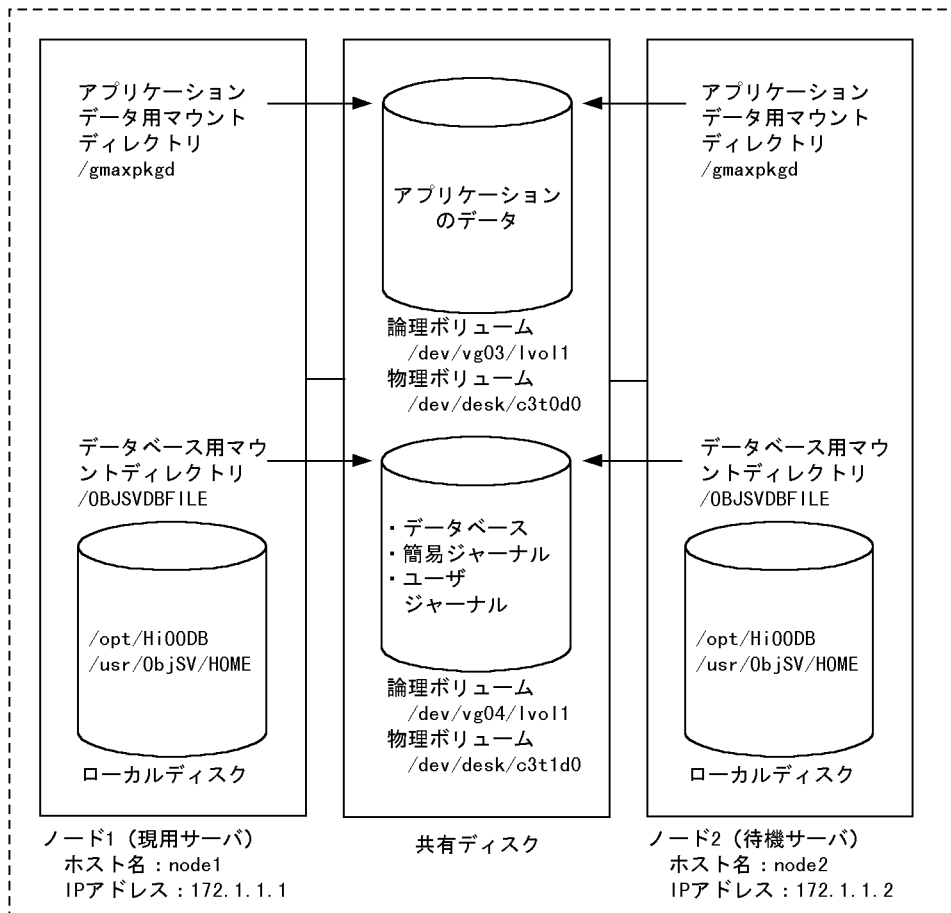 アプリケーション
データ用マウント
ディレクトリ
/gmaxpkgd
アプリケーション
のデータ
論理ボリューム
/dev/vg03/lvol1
物理ボリューム
/dev/desk/c3t0d0
アプリケーション
データ用マウント
ディレクトリ
/gmaxpkgd
データベース用マウ
ントディレクトリ
/OBJSVDBFILE
/opt/HiOODB
/usr/ObjSV/HOME
ローカルディスク
・データベース
・簡易ジャーナル
・ユーザ
ジャーナル
論理ボリューム
/dev/vg04/lvol1
物理ボリューム
/dev/desk/c3t1d0
データベース用マウ
ントディレクトリ
/OBJSVDBFILE
/opt/HiOODB
/usr/ObjSV/HOME
ローカルディスク
ノード1（現用サーバ）
ホスト名：node1
IPアドレス：172.1.1.1
共有ディスク
ノード2（待機サーバ）
ホスト名：node2
IPアドレス：172.1.1.2